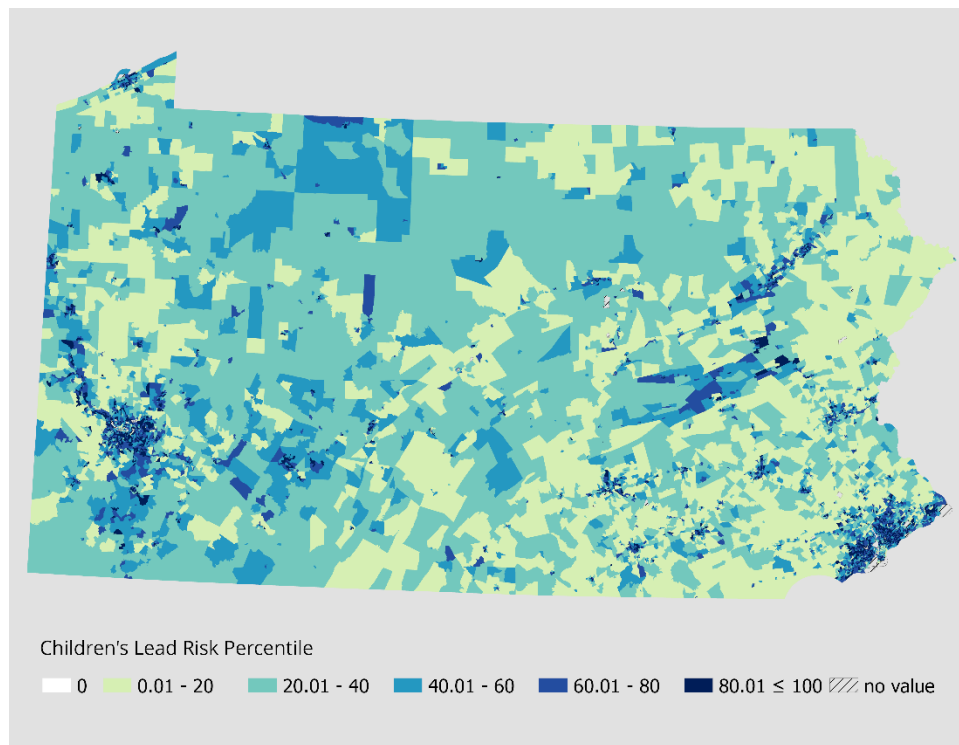 Children's Lead Risk Percentile
0 0.01 - 20 20.01 - 40 40.01 - 60 60.01 - 80 80.01 ≤ 100 no value